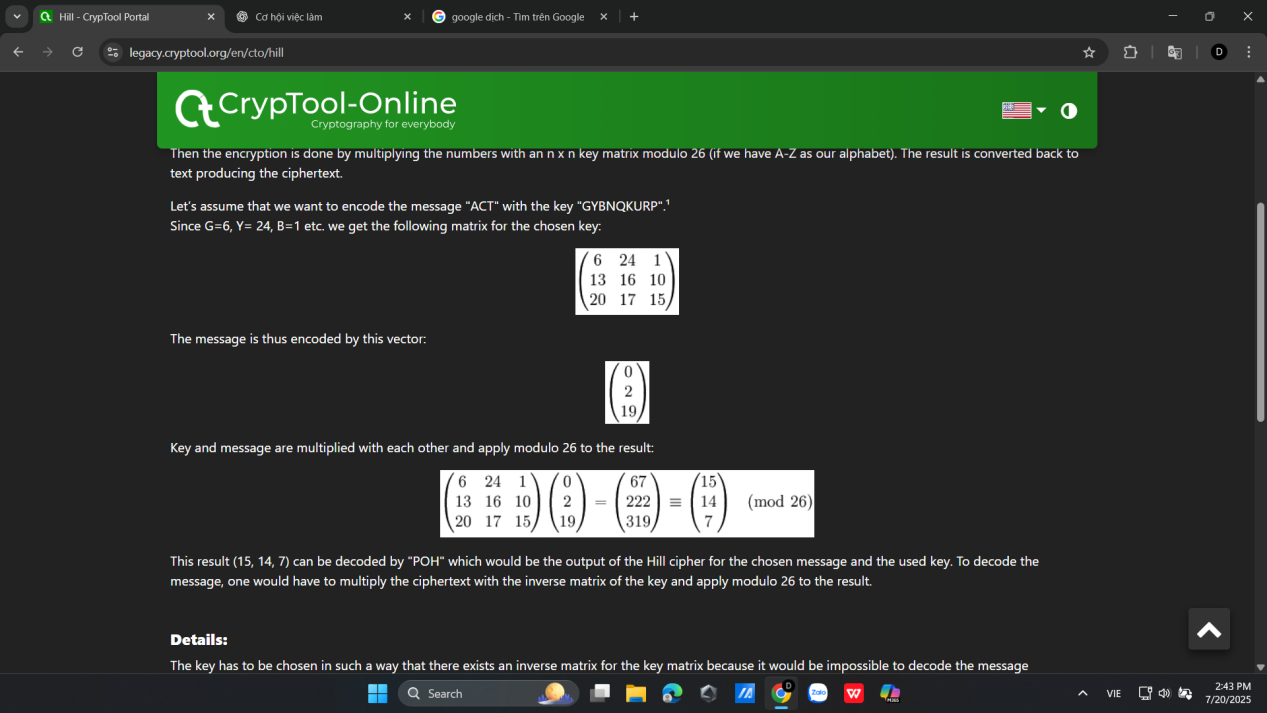 Hill - CrypTool Portal
Cơ hội việc làm
google dịch - Tìm trên Google
legacy.cryptool.org/en/cto/hill
D
CrypTool-Online
Cryptography for everybody
Then the encryption is done by multiplying the numbers with an n x n key matrix modulo 26 (if we have A-Z as our alphabet). The result is converted back to
text producing the ciphertext.
Let's assume that we want to encode the message "ACT" with the key "GYBNQKURP".¹
Since G=6, Y= 24, B=1 etc. we get the following matrix for the chosen key:
6 24 1
13 16 10
20 17 15
The message is thus encoded by this vector:
0
2
19
Key and message are multiplied with each other and apply modulo 26 to the result:
6 24 1 0 67 15
13 16 10 2 = 222 ≡ 14 (mod 26)
20 17 15 19 319 7
This result (15, 14, 7) can be decoded by "POH" which would be the output of the Hill cipher for the chosen message and the used key. To decode the
message, one would have to multiply the ciphertext with the inverse matrix of the key and apply modulo 26 to the result.
Details:
The key has to be chosen in such a way that there exists an inverse matrix for the key matrix because it would be impossible to decode the message
Search
D
Zalo
W
M365
VIE
2:43 PM
7/20/2025